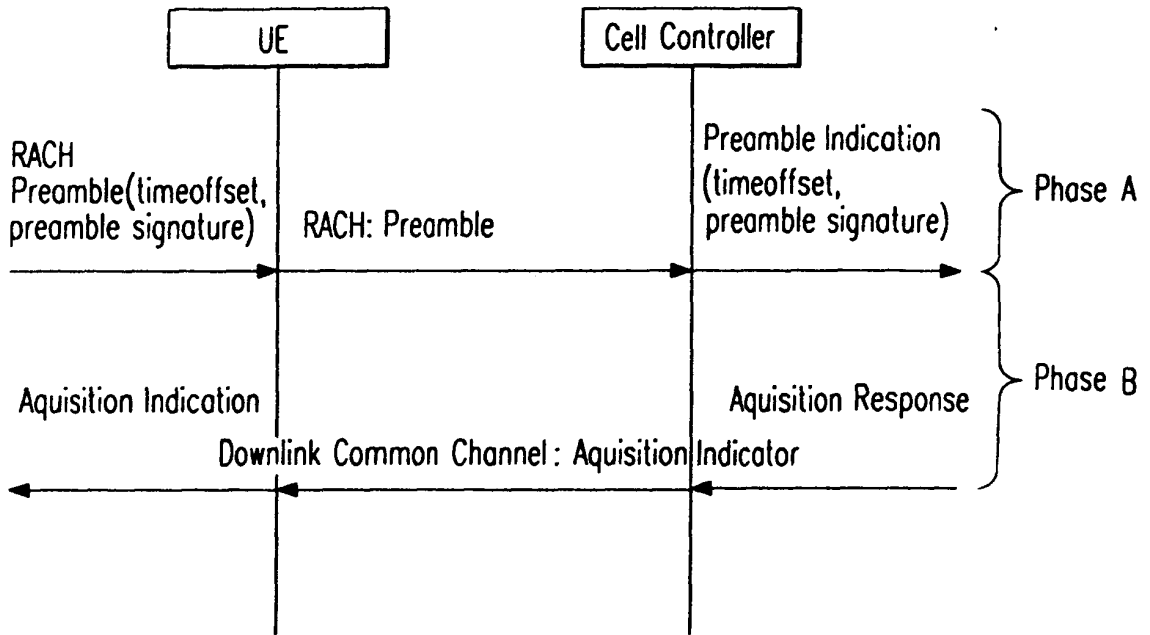 UE
Cell Controller
RACH
Preamble(timeoffset,
preamble signature)
RACH: Preamble
Preamble Indication
(timeoffset,
preamble signature)
Phase A
Aquisition Indication
Aquisition Response
Phase B
Downlink Common Channel: Aquisition Indicator